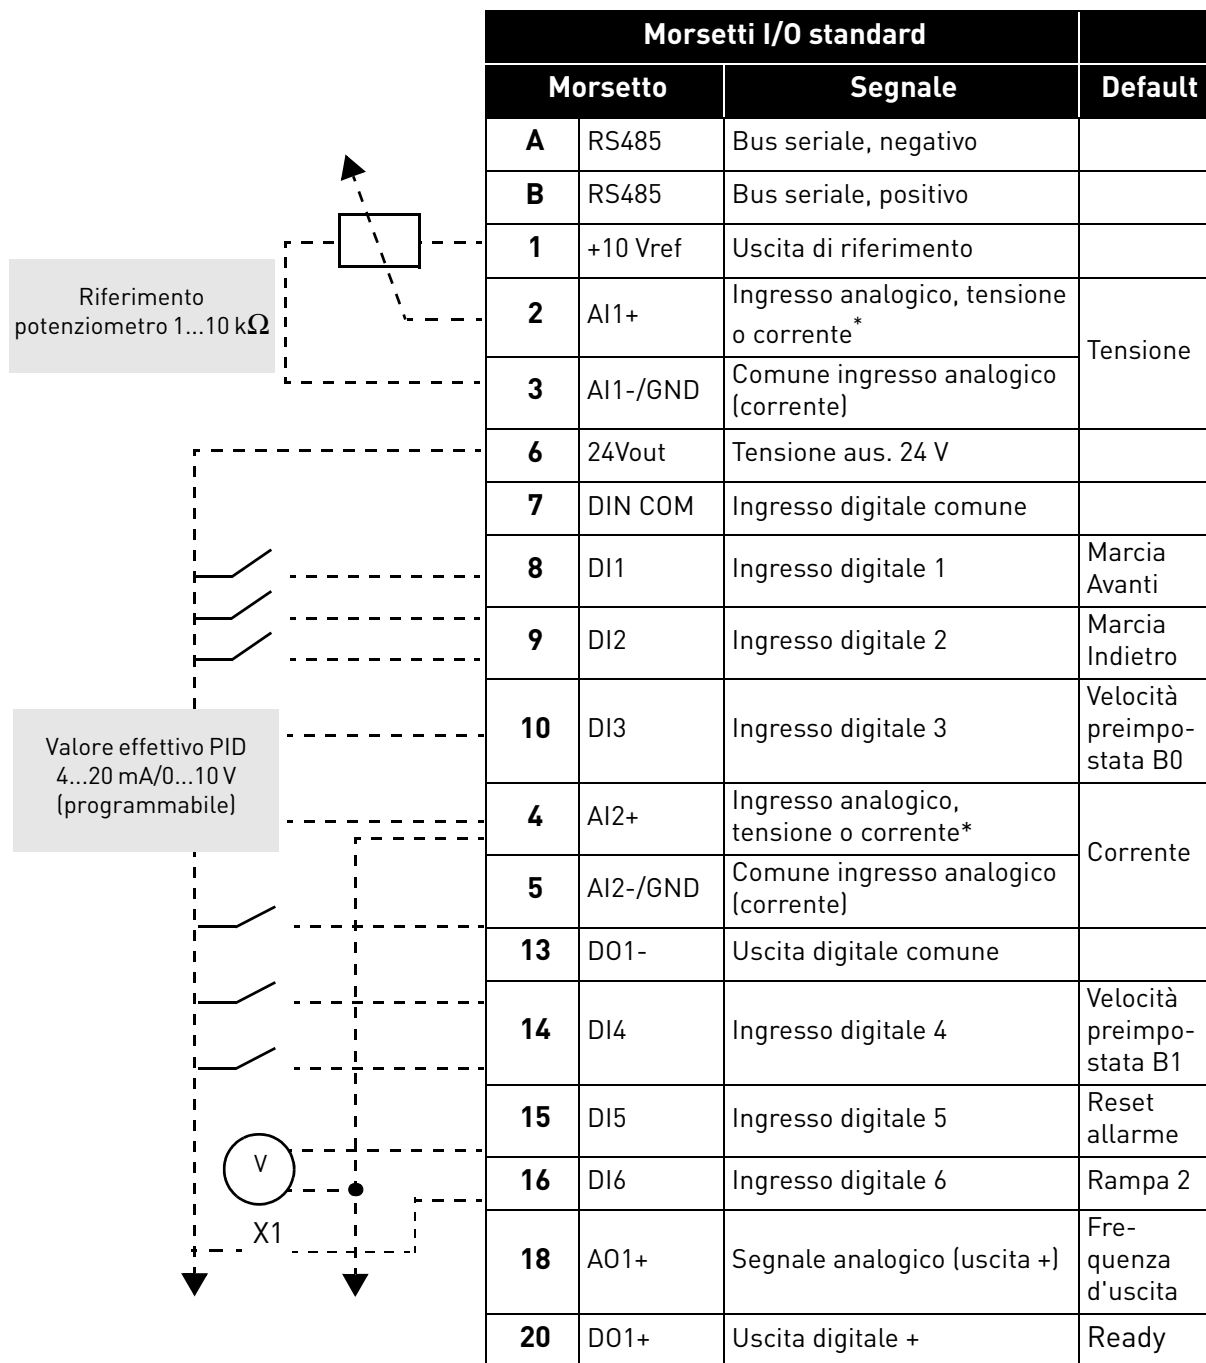 Morsetti I/O standard
Morsetto Segnale Default
A RS485 Bus seriale, negativo
B RS485 Bus seriale, positivo
1 +10 Vref Uscita di riferimento
Riferimento
potenziometro 1...10 kΩ
2 AI1+ Ingresso analogico, tensione
o corrente*
Tensione
3 AI1-/GND Comune ingresso analogico
(corrente)
6 24Vout Tensione aus. 24 V
7 DIN COM Ingresso digitale comune
8 DI1 Ingresso digitale 1 Marcia
Avanti
9 DI2 Ingresso digitale 2 Marcia
Indietro
10 DI3 Ingresso digitale 3 Velocità
preimpo-
stata B0
Valore effettivo PID
4...20 mA/0...10 V
(programmabile)
4 AI2+ Ingresso analogico,
tensione o corrente*
Corrente
5 AI2-/GND Comune ingresso analogico
(corrente)
13 DO1- Uscita digitale comune
14 DI4 Ingresso digitale 4 Velocità
preimpo-
stata B1
15 DI5 Ingresso digitale 5 Reset
allarme
V
16 DI6 Ingresso digitale 6 Rampa 2
X1
18 AO1+ Segnale analogico (uscita +) Fre-
quenza
d'uscita
20 DO1+ Uscita digitale + Ready